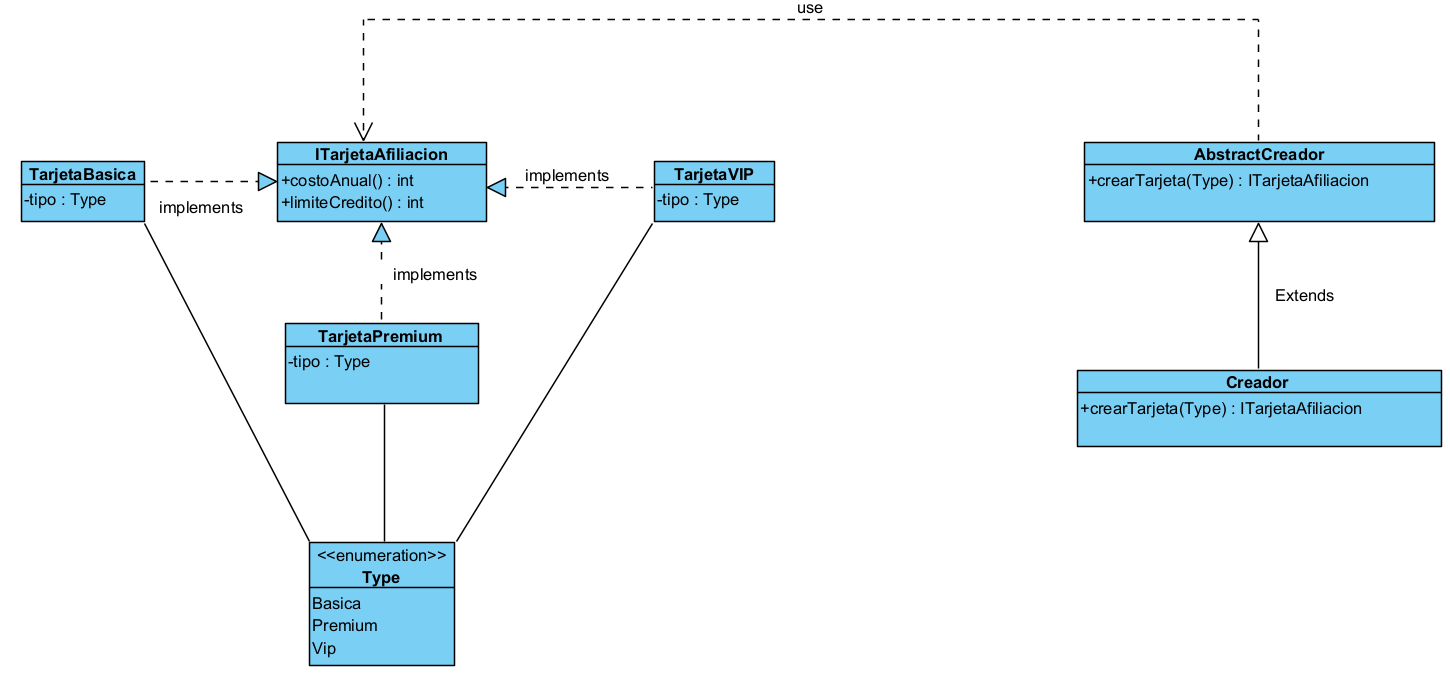 use
ITarjetaAfiliacion
+costoAnual() : int
+limiteCredito() : int
TarjetaBasica
-tipo : Type
implements
implements
TarjetaVIP
-tipo : Type
AbstractCreador
+crearTarjeta(Type) : ITarjetaAfiliacion
implements
Extends
TarjetaPremium
-tipo : Type
Creador
+crearTarjeta(Type) : ITarjetaAfiliacion
<<enumeration>>
Type
Basica
Premium
Vip